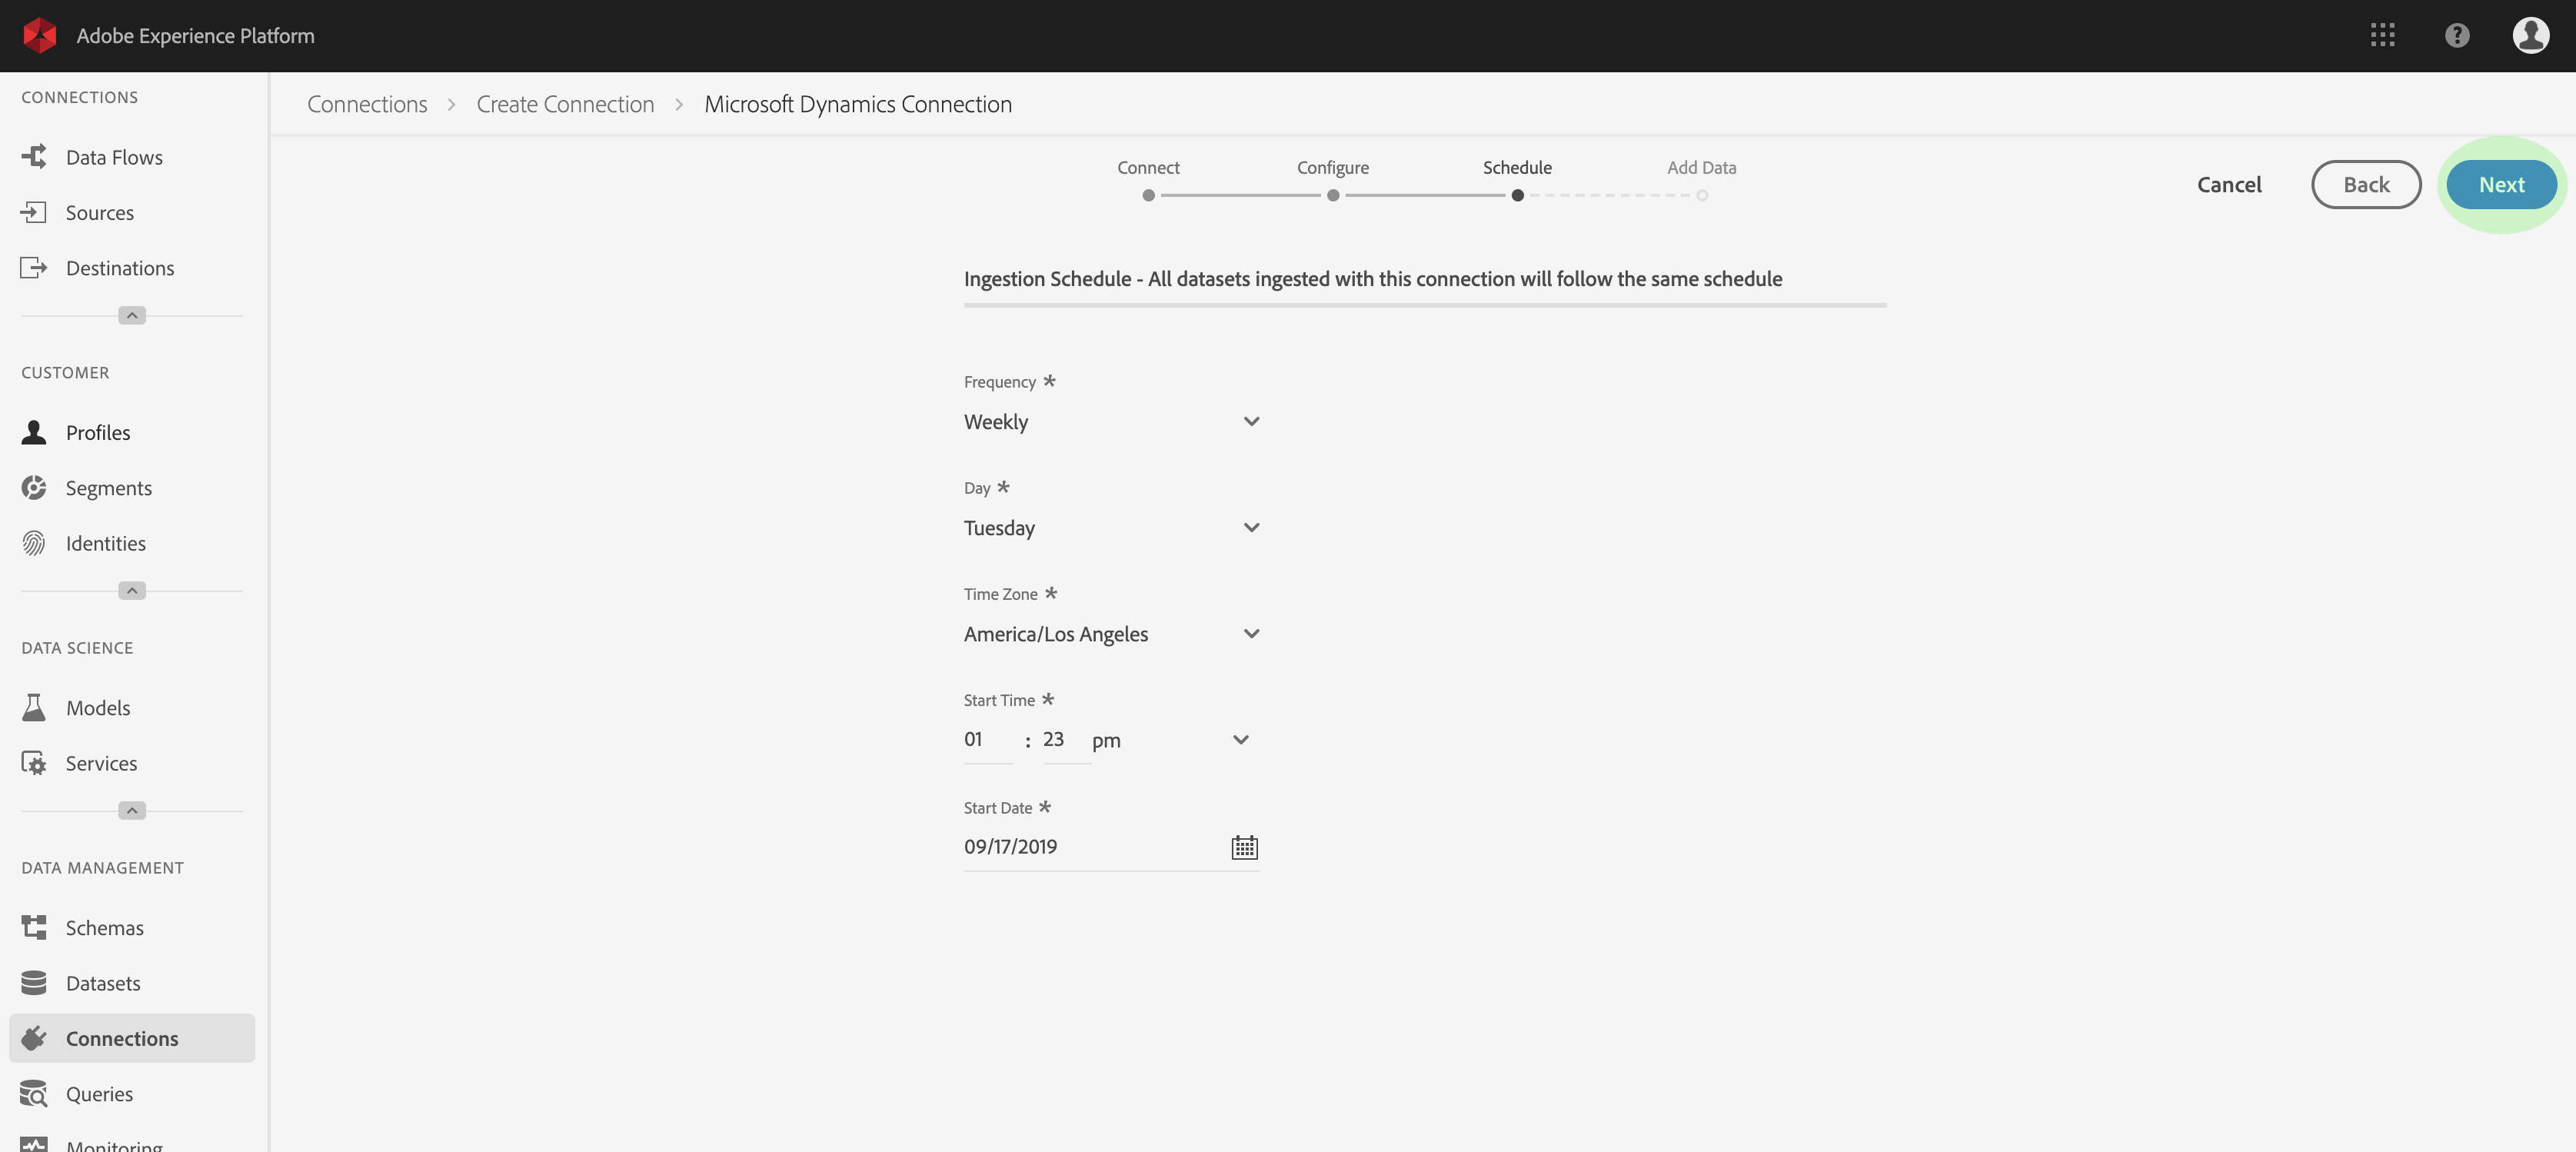 Adobe Experience Platform
CONNECTIONS
Data Flows
Sources
Destinations
CUSTOMER
Profiles
Segments
Identities
DATA SCIENCE
Models
Services
DATA MANAGEMENT
Schemas
Datasets
Connections
Queries
Monitoring
Connections > Create Connection > Microsoft Dynamics Connection
Connect Configure Schedule Add Data
Cancel Back Next
Ingestion Schedule - All datasets ingested with this connection will follow the same schedule
Frequency *
Weekly
Day *
Tuesday
Time Zone *
America/Los Angeles
Start Time *
01 : 23 pm
Start Date *
09/17/2019